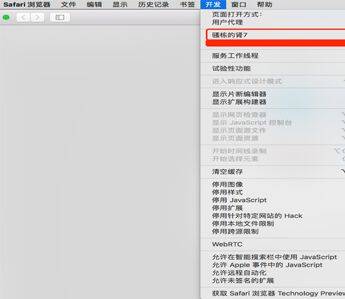 Safari 浏览器 文件 编辑 显示 历史记录 书签 开发 窗口 帮助
页面打开方式:
用户代理
骚栋的肾7
服务工作线程
试验性功能
进入响应式设计模式
显示片断编辑器
显示扩展构建器
显示网页检查器
显示 JavaScript 控制台
显示页面源文件
显示页面资源
开始时间线录制
开始选择元素
清空缓存
停用图像
停用样式
停用 JavaScript
停用扩展
停用针对特定网站的 Hack
停用本地文件限制
停用跨源限制
WebRTC
允许在智能搜索栏中使用 JavaScript
允许 Apple 事件中的 JavaScript
允许远程自动化
允许未签名的扩展
获取 Safari 浏览器 Technology Preview